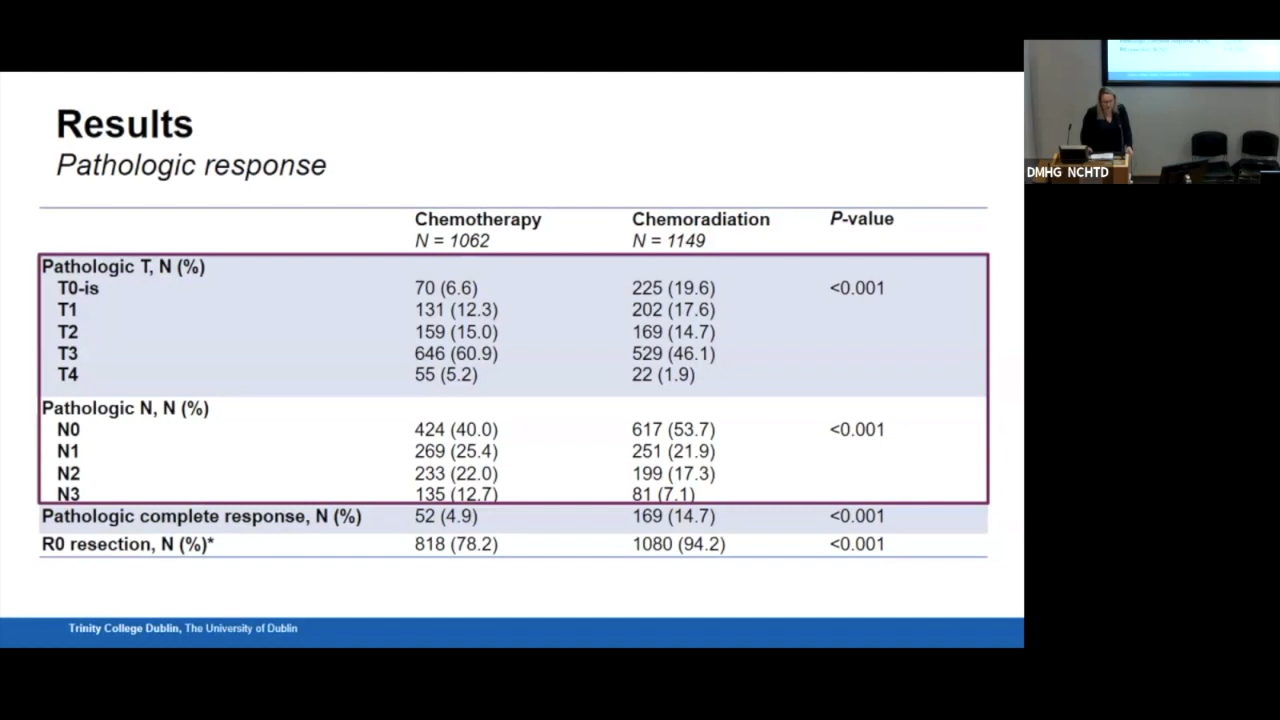 Results
Pathologic response
Chemotherapy Chemoradiation P-value
N = 1062 N = 1149
Pathologic T, N (%)
T0-is 70 (6.6) 225 (19.6) <0.001
T1 131 (12.3) 202 (17.6)
T2 159 (15.0) 169 (14.7)
T3 646 (60.9) 529 (46.1)
T4 55 (5.2) 22 (1.9)
Pathologic N, N (%)
N0 424 (40.0) 617 (53.7) <0.001
N1 269 (25.4) 251 (21.9)
N2 233 (22.0) 199 (17.3)
N3 135 (12.7) 81 (7.1)
Pathologic complete response, N (%) 52 (4.9) 169 (14.7) <0.001
R0 resection, N (%)* 818 (78.2) 1080 (94.2) <0.001
Trinity College Dublin, The University of Dublin
DMHG NCHTD